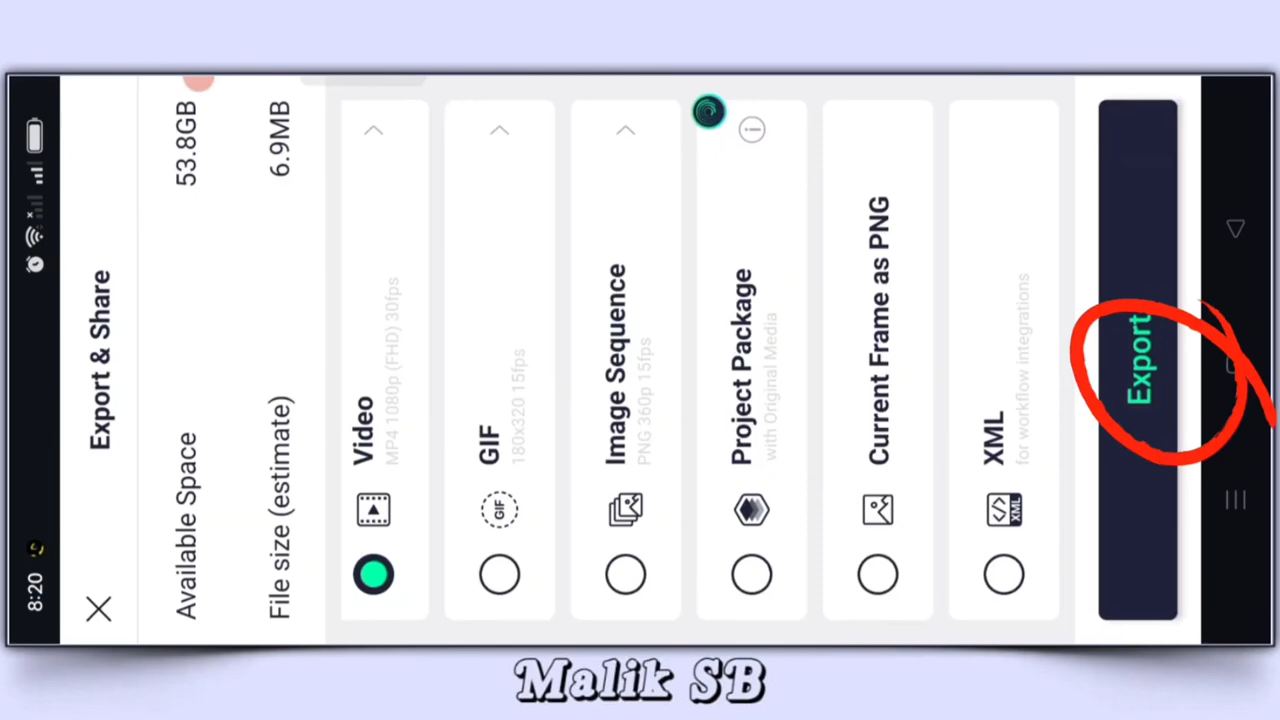 8:20
Export & Share
Available Space 53.8GB
File size (estimate) 6.9MB
Video
MP4 1080p (FHD) 30fps
GIF
GIF
180x320 15fps
Image Sequence
PNG 360p 15fps
Project Package
with Original Media
Current Frame as PNG
XML
XML
for workflow integrations
Export
Malik SB